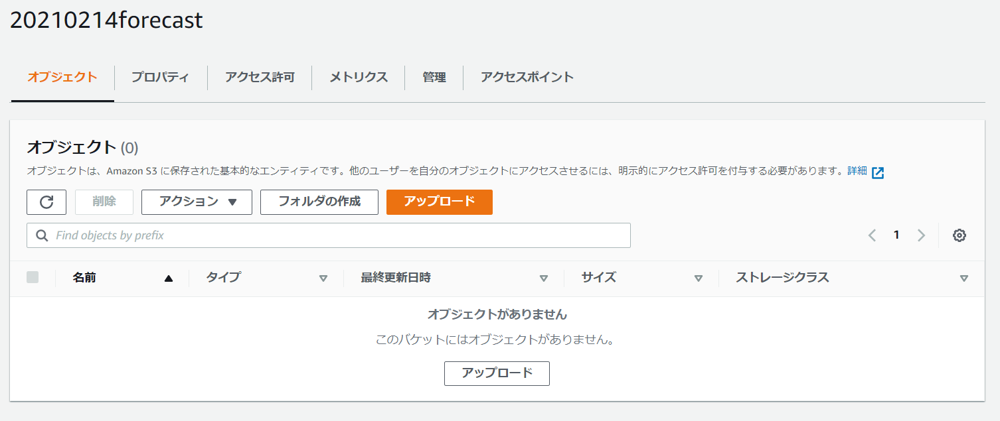 20210214forecast
オブジェクト
プロパティ
アクセス許可
メトリクス
管理
アクセスポイント
オブジェクト (0)
オブジェクトは、Amazon S3 に保存された基本的なエンティティです。他のユーザーを自分のオブジェクトにアクセスさせるには、明示的にアクセス許可を付与する必要があります。詳細
削除
アクション
フォルダの作成
アップロード
Find objects by prefix
1
名前
タイプ
最終更新日時
サイズ
ストレージクラス
オブジェクトがありません
このバケットにはオブジェクトがありません。
アップロード